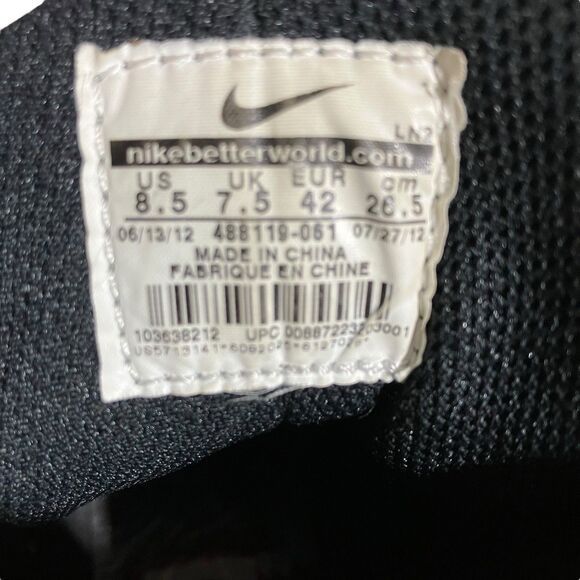 LN2
nikebetterworld.com
US UK EUR cm
8.5 7.5 42 26.5
06/13/12 488119-061 07/27/12
MADE IN CHINA
FABRIQUE EN CHINE
103638212 UPC